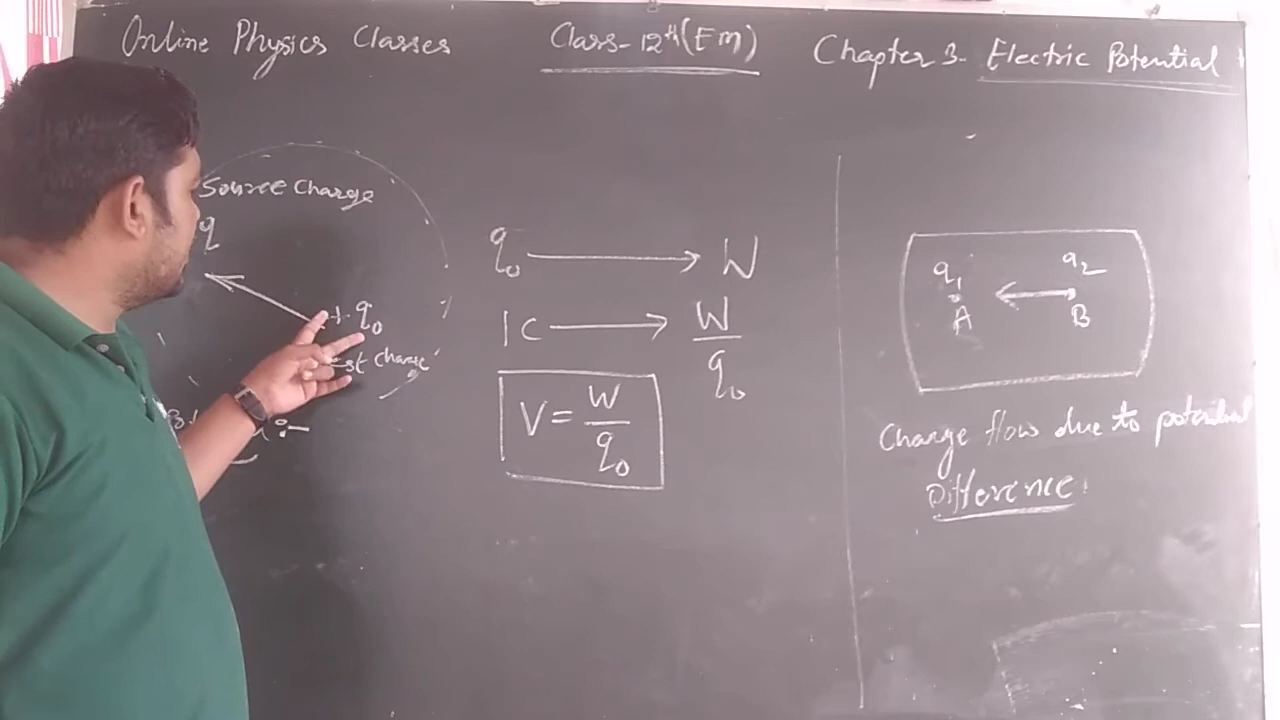 Online Physics Classes
Class-12th(EM)
Chapter 3. Electric Potential
Source Charge
q
+ q₀
Charge
q₀ → W
1C → W/q₀
V = W/q₀
q₁ q₂
A ← B
Charge flow due to potential
Difference.